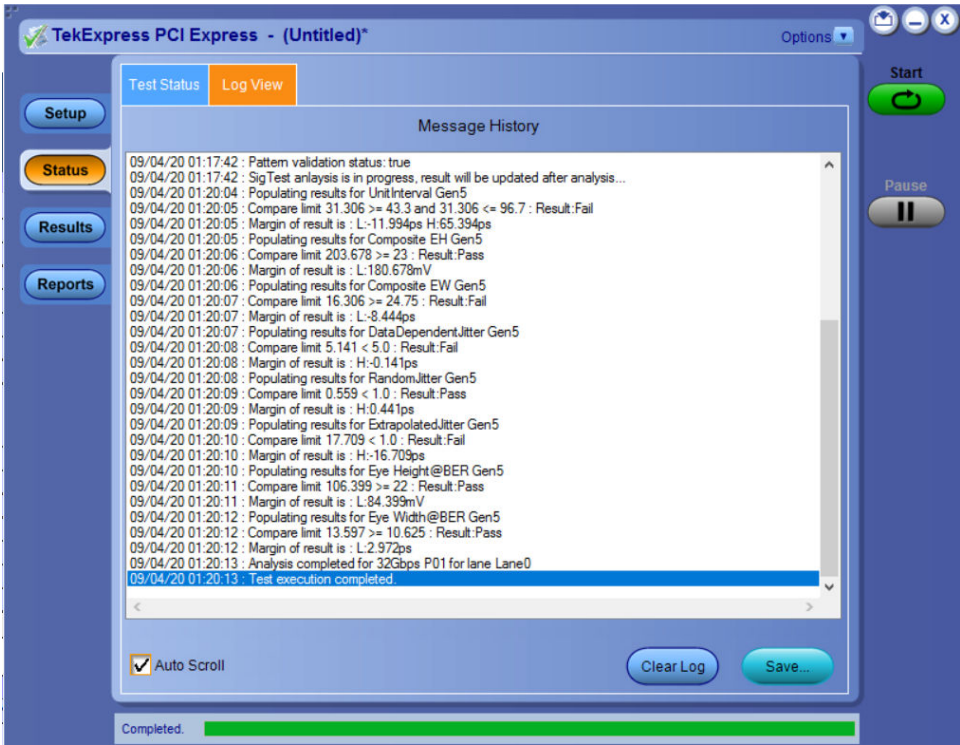 TekExpress PCI Express - (Untitled)*
Options
Start
Test Status
Log View
Setup
Message History
Status
Pause
Results
Reports
09/04/20 01:17:42 : Pattern validation status: true
09/04/20 01:17:42 : SigTest anlaysis is in progress, result will be updated after analysis...
09/04/20 01:20:04 : Populating results for UnitInterval Gen5
09/04/20 01:20:05 : Compare limit 31.306 >= 43.3 and 31.306 <= 96.7 : Result:Fail
09/04/20 01:20:05 : Margin of result is : L:-11.994ps H:65.394ps
09/04/20 01:20:05 : Populating results for Composite EH Gen5
09/04/20 01:20:06 : Compare limit 203.678 >= 23 : Result:Pass
09/04/20 01:20:06 : Margin of result is : L:180.678mV
09/04/20 01:20:06 : Populating results for Composite EW Gen5
09/04/20 01:20:07 : Compare limit 16.306 >= 24.75 : Result:Fail
09/04/20 01:20:07 : Margin of result is : L:-8.444ps
09/04/20 01:20:07 : Populating results for DataDependentJitter Gen5
09/04/20 01:20:08 : Compare limit 5.141 < 5.0 : Result:Fail
09/04/20 01:20:08 : Margin of result is : H:-0.141ps
09/04/20 01:20:08 : Populating results for RandomJitter Gen5
09/04/20 01:20:09 : Compare limit 0.559 < 1.0 : Result:Pass
09/04/20 01:20:09 : Margin of result is : H:0.441ps
09/04/20 01:20:09 : Populating results for ExtrapolatedJitter Gen5
09/04/20 01:20:10 : Compare limit 17.709 < 1.0 : Result:Fail
09/04/20 01:20:10 : Margin of result is : H:-16.709ps
09/04/20 01:20:10 : Populating results for Eye Height@BER Gen5
09/04/20 01:20:11 : Compare limit 106.399 >= 22 : Result:Pass
09/04/20 01:20:11 : Margin of result is : L:84.399mV
09/04/20 01:20:12 : Populating results for Eye Width@BER Gen5
09/04/20 01:20:12 : Compare limit 13.597 >= 10.625 : Result:Pass
09/04/20 01:20:12 : Margin of result is : L:2.972ps
09/04/20 01:20:13 : Analysis completed for 32Gbps P01 for lane Lane0
09/04/20 01:20:13 : Test execution completed.
Auto Scroll
Clear Log
Save...
Completed.